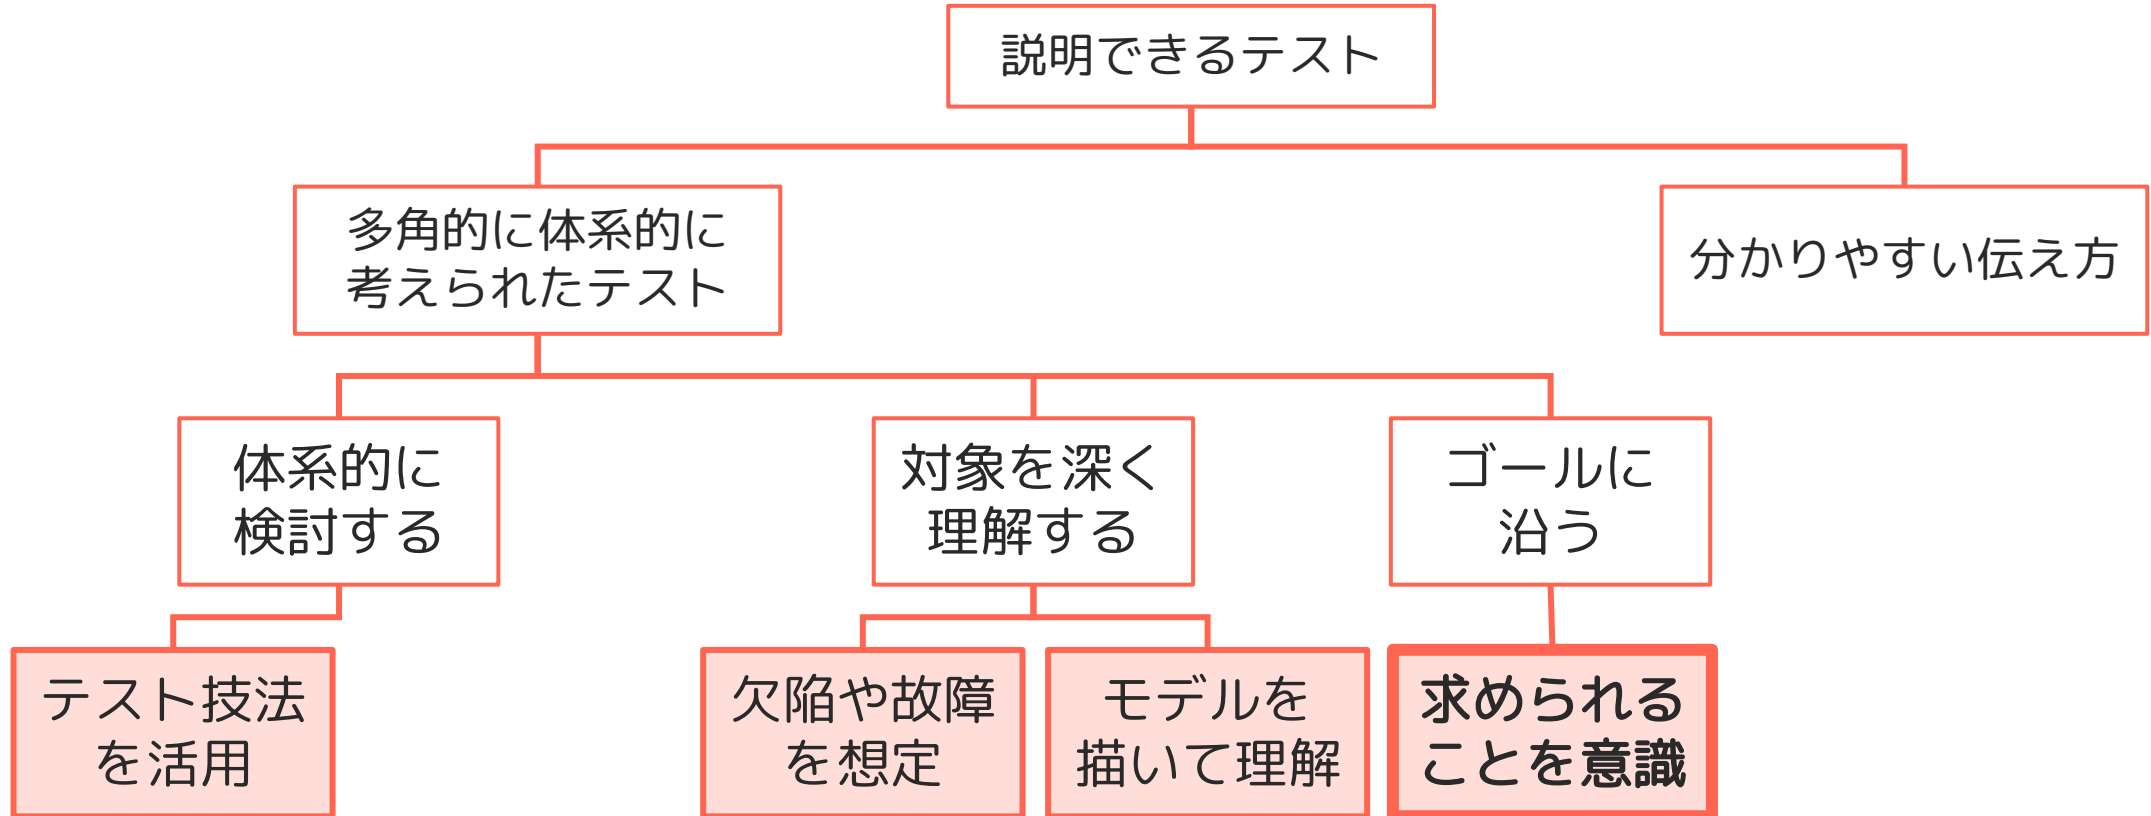 説明できるテスト
多角的に体系的に
考えられたテスト
分かりやすい伝え方
体系的に
検討する
対象を深く
理解する
ゴールに
沿う
テスト技法
を活用
欠陥や故障
を想定
モデルを
描いて理解
求められる
ことを意識